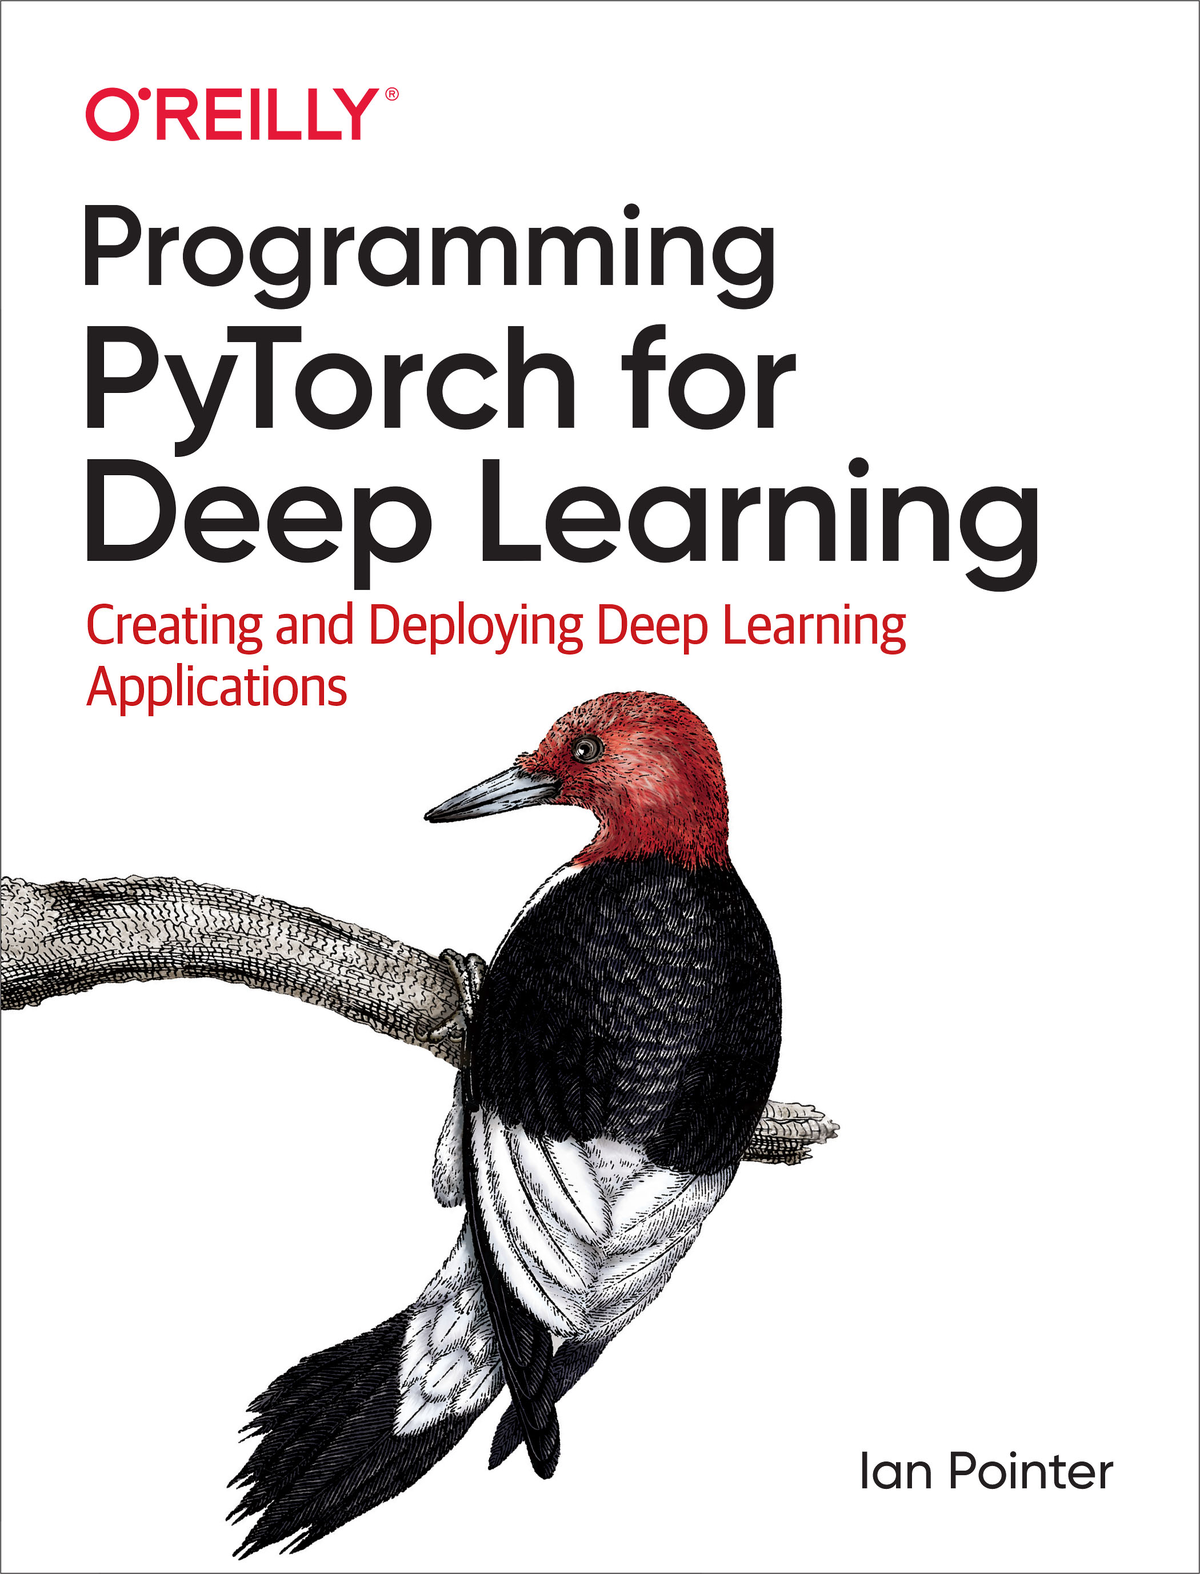 O'REILLY®
Programming
PyTorch for
Deep Learning
Creating and Deploying Deep Learning
Applications
Ian Pointer